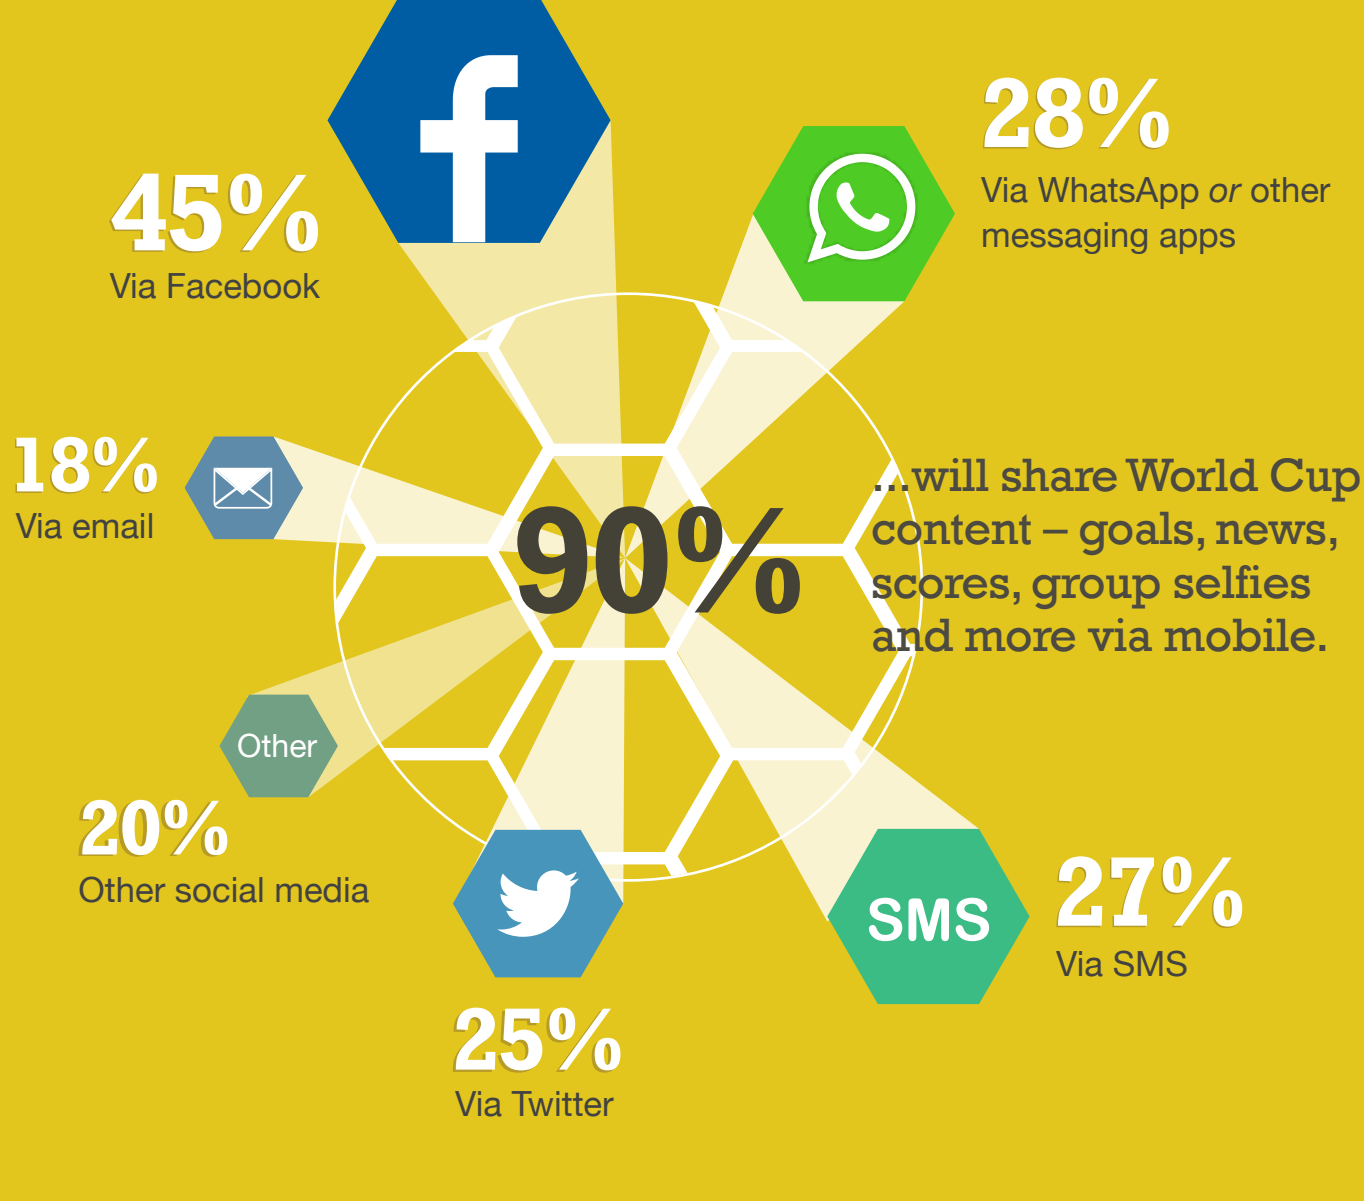 45%
Via Facebook
28%
Via WhatsApp or other
messaging apps
18%
Via email
90%
...will share World Cup
content – goals, news,
scores, group selfies
and more via mobile.
Other
20%
Other social media
SMS
27%
Via SMS
25%
Via Twitter